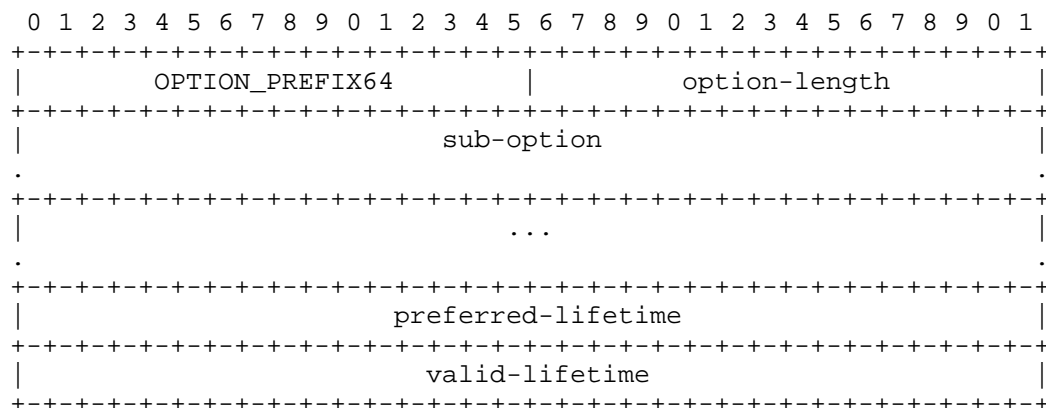 0 1 2 3 4 5 6 7 8 9 0 1 2 3 4 5 6 7 8 9 0 1 2 3 4 5 6 7 8 9 0 1
+-+-+-+-+-+-+-+-+-+-+-+-+-+-+-+-+-+-+-+-+-+-+-+-+-+-+-+-+-+-+-+-+
|        OPTION_PREFIX64        |         option-length         |
+-+-+-+-+-+-+-+-+-+-+-+-+-+-+-+-+-+-+-+-+-+-+-+-+-+-+-+-+-+-+-+-+
|                          sub-option                           |
.                                                               .
+-+-+-+-+-+-+-+-+-+-+-+-+-+-+-+-+-+-+-+-+-+-+-+-+-+-+-+-+-+-+-+-+
|                              ...                              |
.                                                               .
+-+-+-+-+-+-+-+-+-+-+-+-+-+-+-+-+-+-+-+-+-+-+-+-+-+-+-+-+-+-+-+-+
|                       preferred-lifetime                      |
+-+-+-+-+-+-+-+-+-+-+-+-+-+-+-+-+-+-+-+-+-+-+-+-+-+-+-+-+-+-+-+-+
|                         valid-lifetime                        |
+-+-+-+-+-+-+-+-+-+-+-+-+-+-+-+-+-+-+-+-+-+-+-+-+-+-+-+-+-+-+-+-+